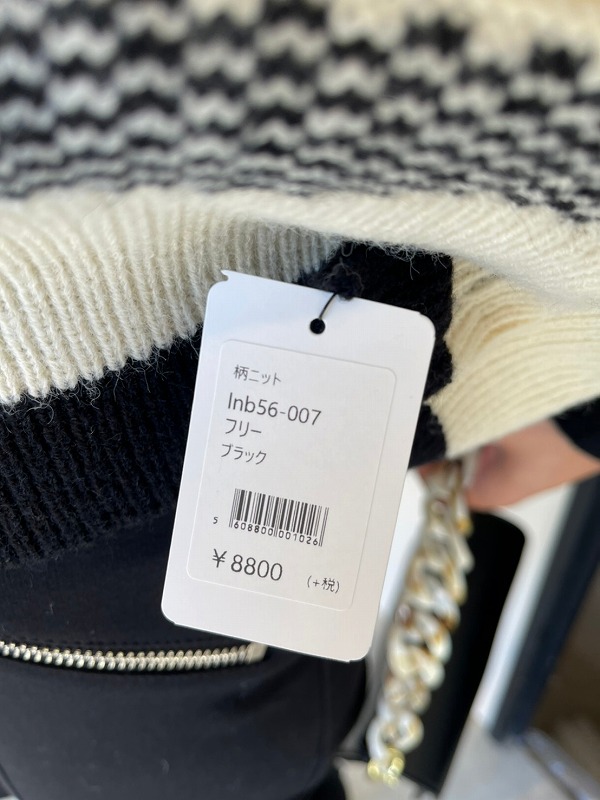 柄ニット
lnb56-007
フリー
ブラック
5 608800 001026
¥8800 (+税)